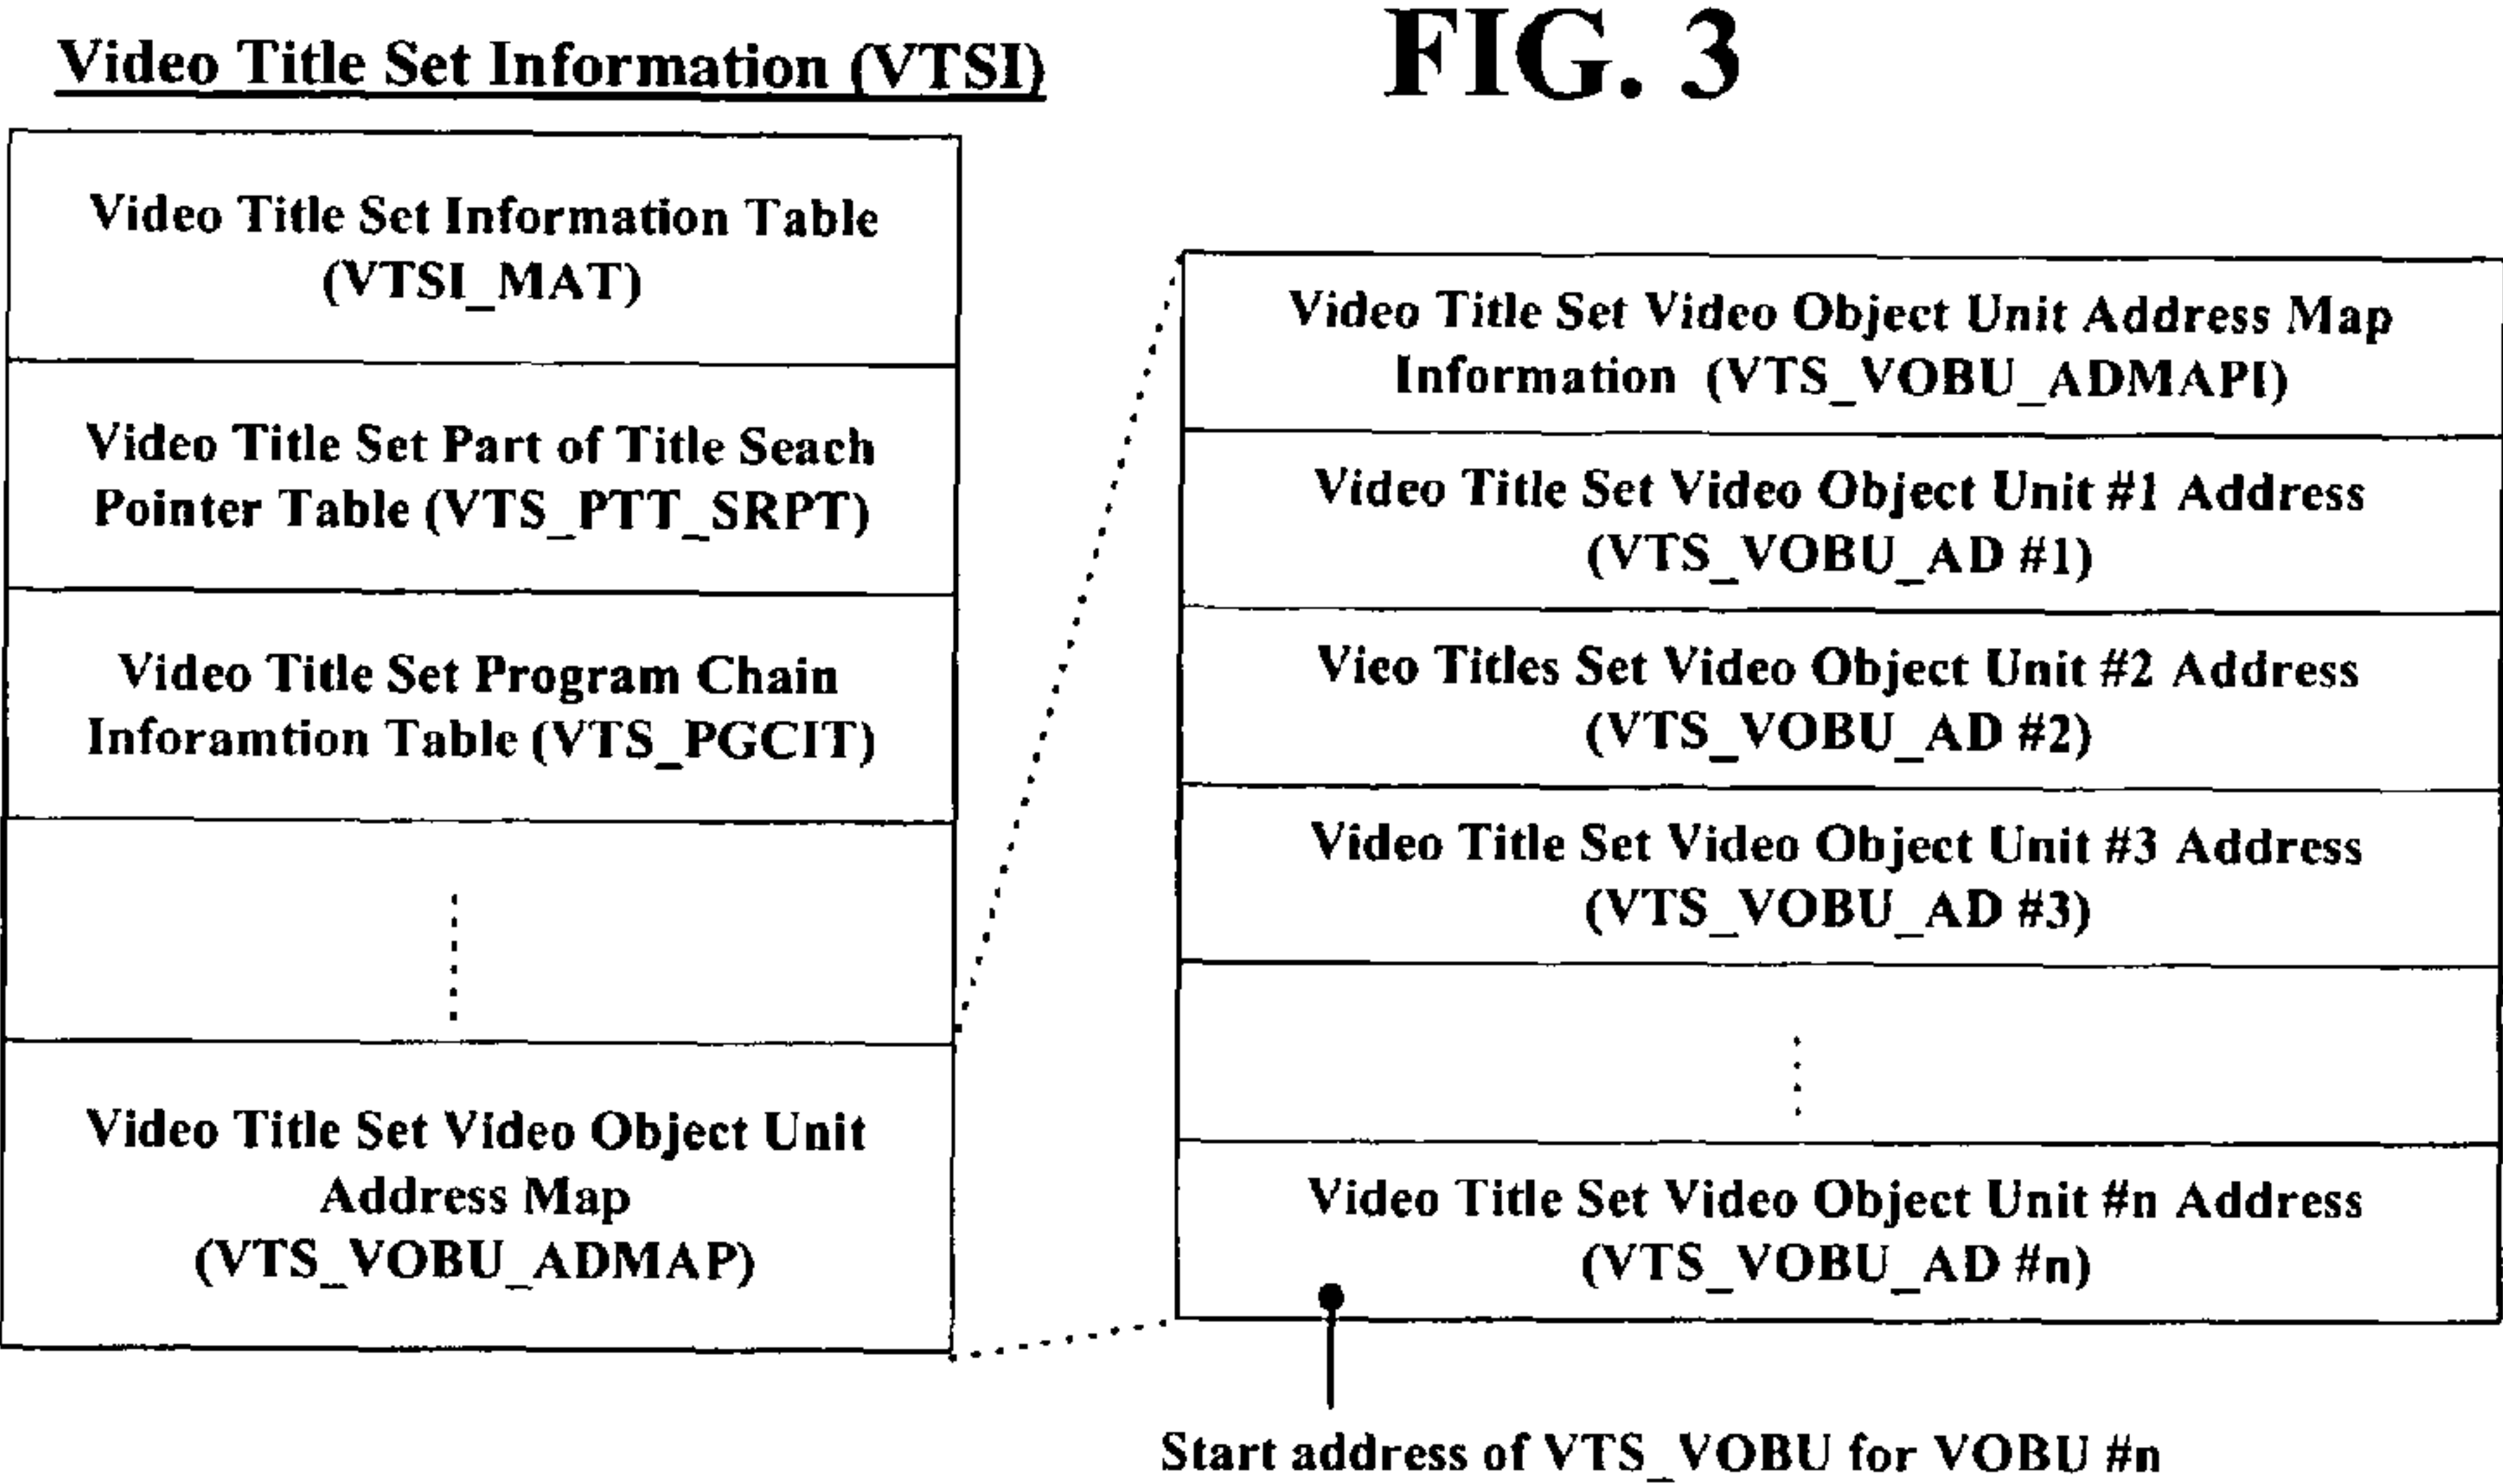 FIG. 3
Video Title Set Information (VTSI)
Video Title Set Information Table
(VTSI_MAT)
Video Title Set Part of Title Seach
Pointer Table (VTS_PTT_SRPT)
Video Title Set Program Chain
Inforamtion Table (VTS_PGCIT)
Video Title Set Video Object Unit
Address Map
(VTS_VOBU_ADMAP)
Video Title Set Video Object Unit Address Map
Information (VTS_VOBU_ADMAPI)
Video Title Set Video Object Unit #1 Address
(VTS_VOBU_AD #1)
Vieo Titles Set Video Object Unit #2 Address
(VTS_VOBU_AD #2)
Video Title Set Video Object Unit #3 Address
(VTS_VOBU_AD #3)
Video Title Set Video Object Unit #n Address
(VTS_VOBU_AD #n)
Start address of VTS_VOBU for VOBU #n